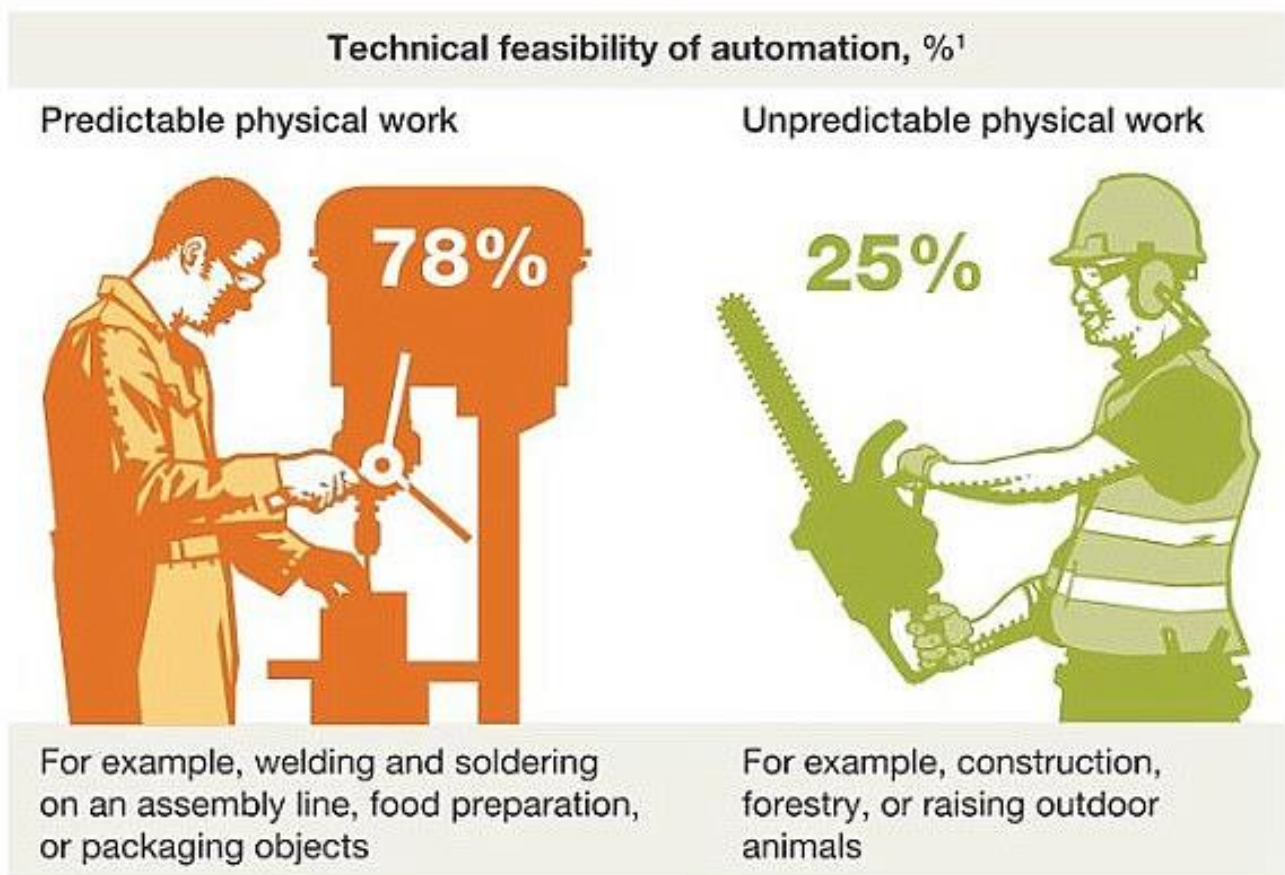 Technical feasibility of automation, %¹
Predictable physical work
78%
For example, welding and soldering
on an assembly line, food preparation,
or packaging objects
Unpredictable physical work
25%
For example, construction,
forestry, or raising outdoor
animals